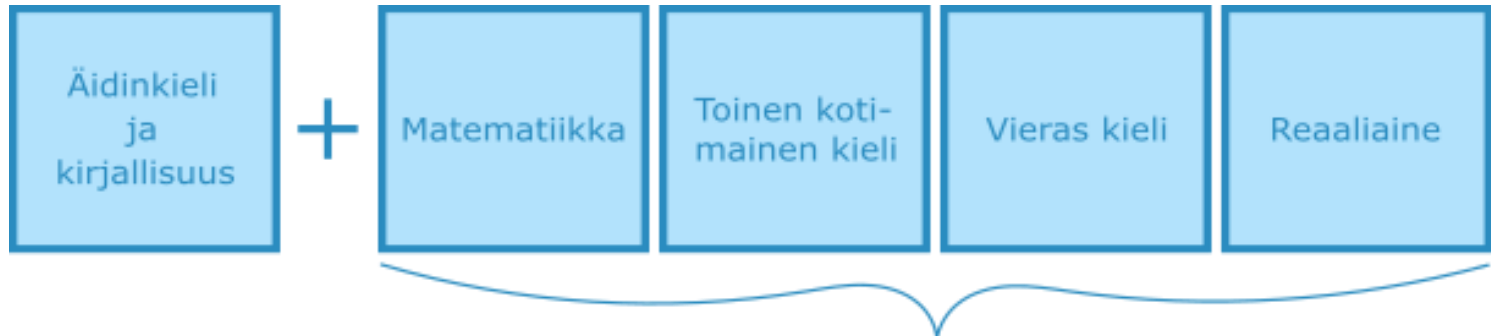 Äidinkieli
ja
kirjallisuus
+
Matematiikka
Toinen koti-
mainen kieli
Vieras kieli
Reaaliaine